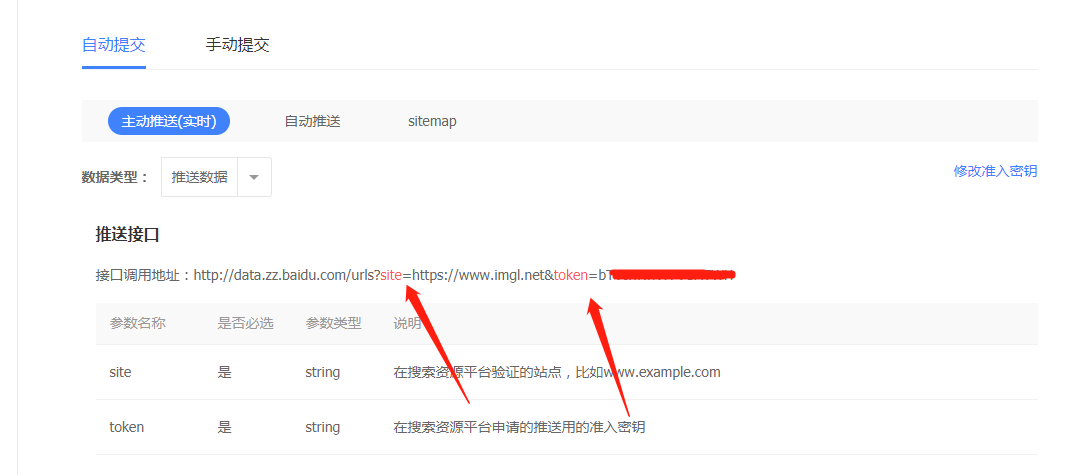 自动提交 手动提交
主动推送(实时) 自动推送 sitemap
数据类型： 推送数据 修改准入密钥
推送接口
接口调用地址：http://data.zz.baidu.com/urls?site=https://www.imgl.net&token=b
参数名称 是否必选 参数类型 说明
site 是 string 在搜索资源平台验证的站点，比如www.example.com
token 是 string 在搜索资源平台申请的推送用的准入密钥